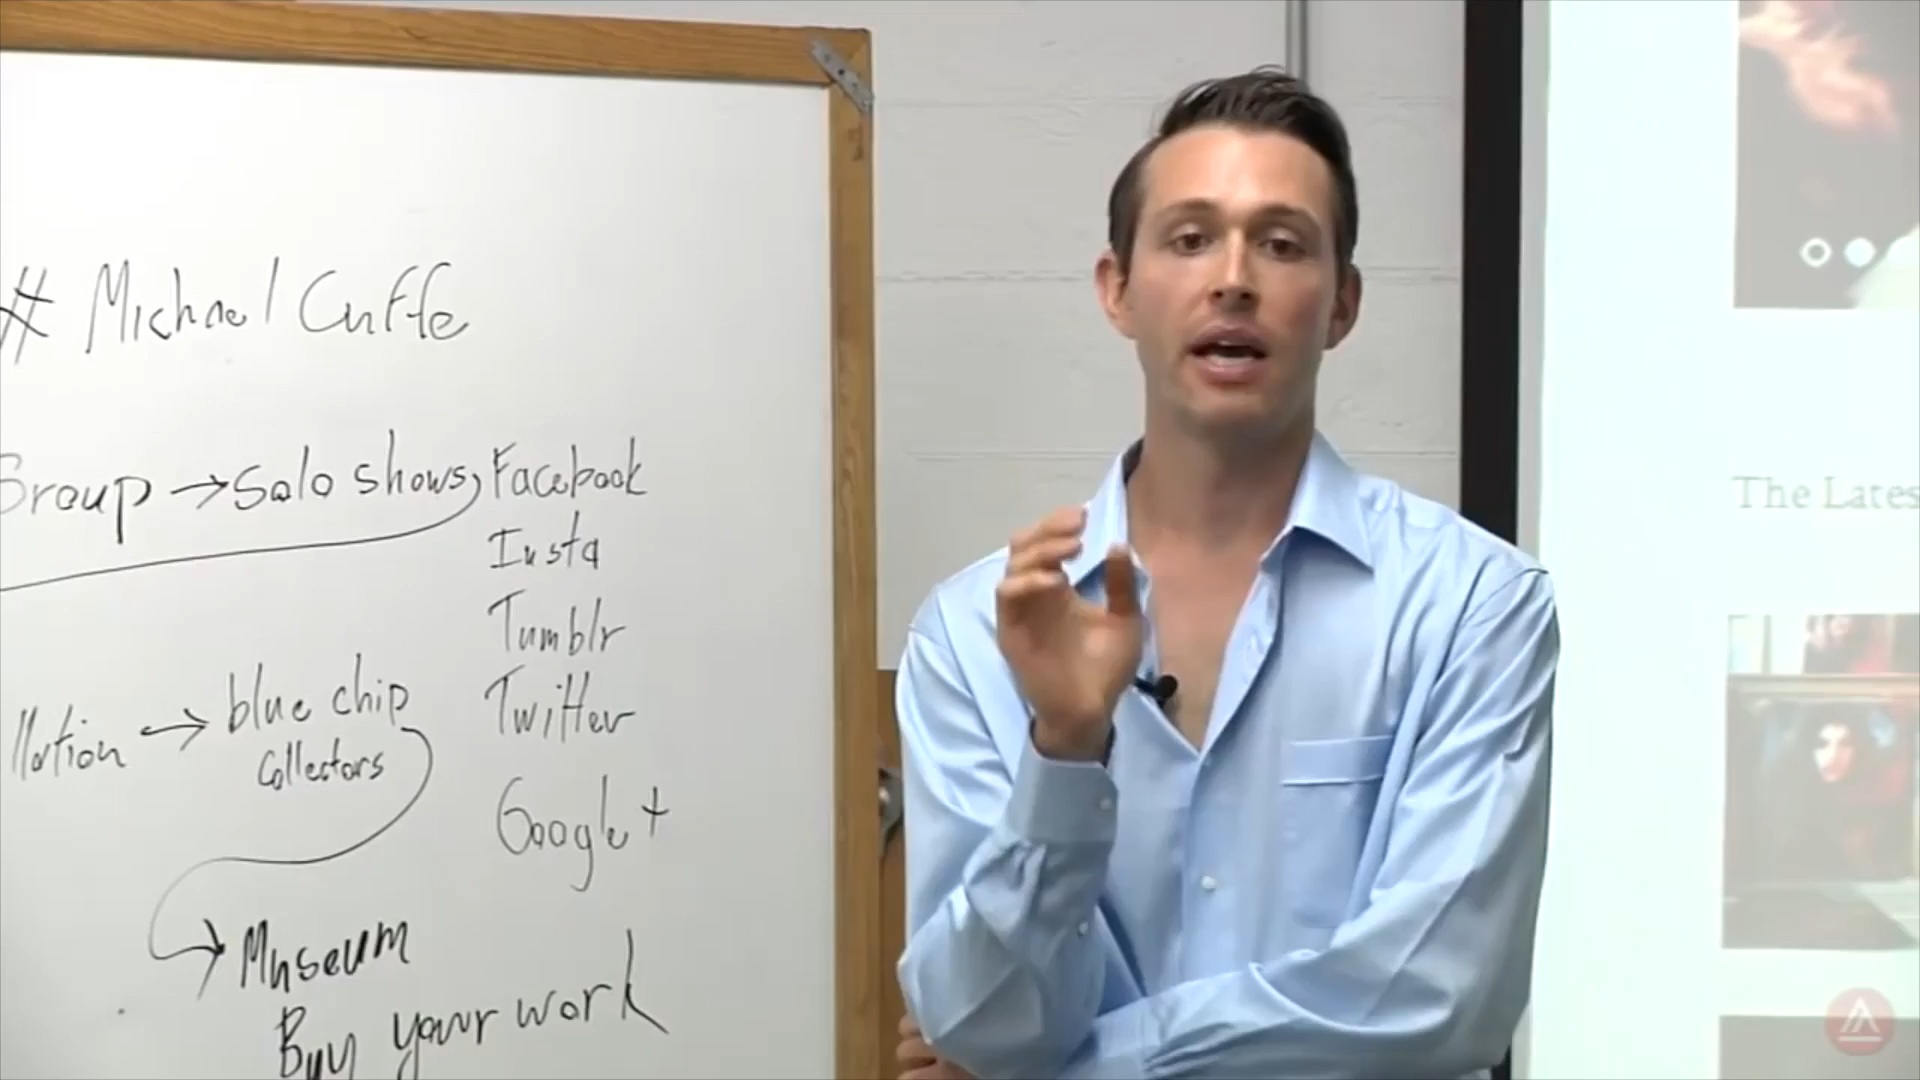 # Michael Cuffe
Group → Solo shows,
Facebook
Insta
Tumblr
Twitter
Google +
→ blue chip
collectors
Museum
Buy your work
The Lates